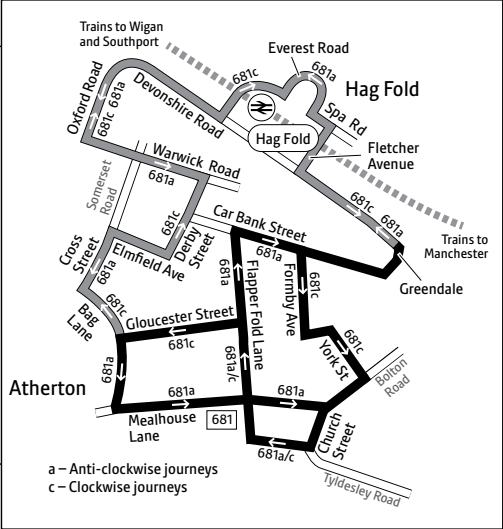 Trains to Wigan
and Southport
Everest Road
681c
681a
Hag Fold
Oxford Road
681c 681a
Devonshire Road
Spa Rd
Hag Fold
Fletcher
Avenue
Warwick Road
681a
Somerset
Road
681c
681c
681a
Car Bank Street
681a
Trains to
Manchester
Greendale
Cross
Street
681a
Elmfield Ave
Derby
Street
681a
Flapper Fold Lane
Formby Ave
681c
681c
Bag
Lane
Gloucester Street
681c
681a/c
681c
York St
Bolton
Road
Atherton
681a
681a
681a
Mealhouse
Lane
681
Church
Street
681a/c
a – Anti-clockwise journeys
c – Clockwise journeys
Tyldesley Road